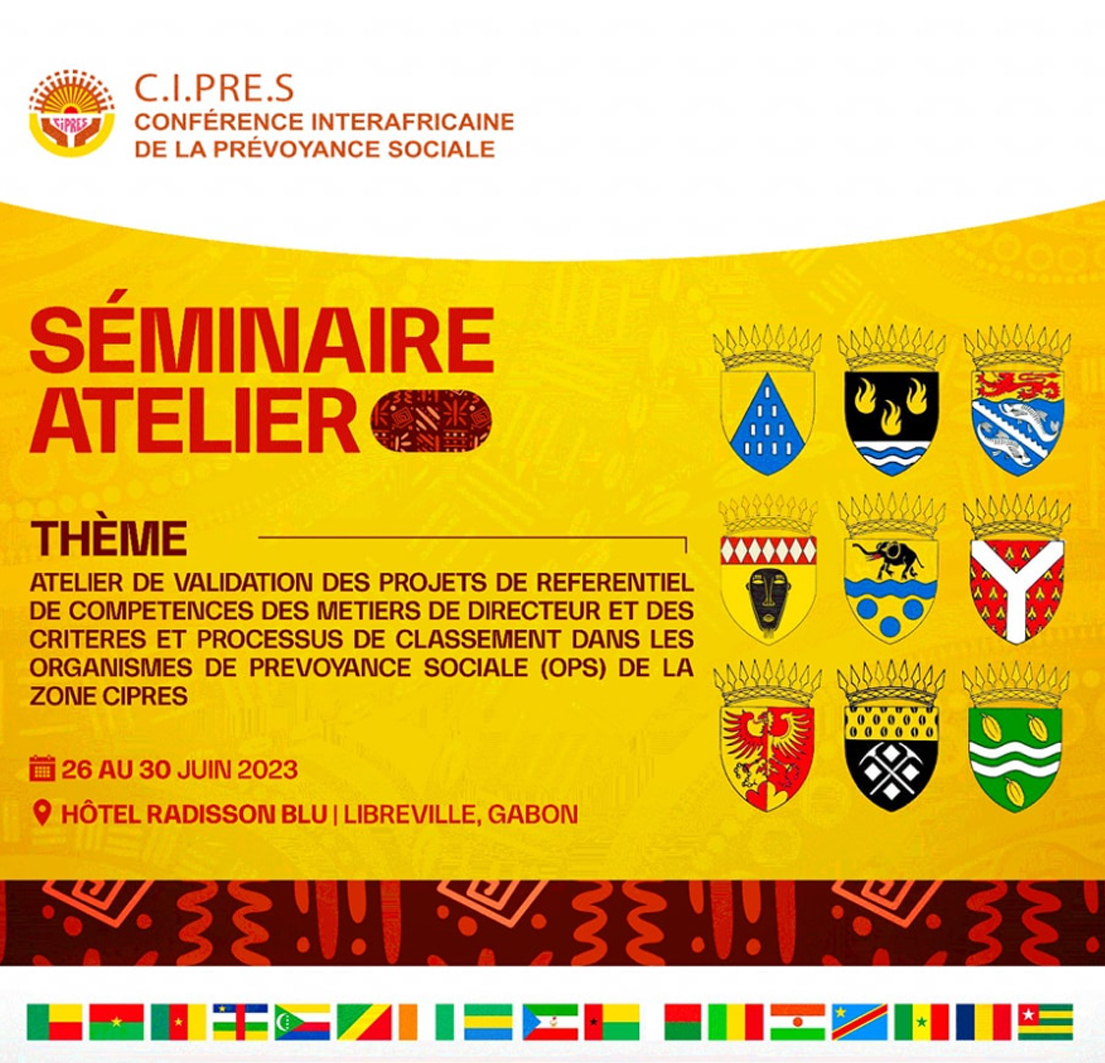 CIPRES
C.I.PRE.S
CONFÉRENCE INTERAFRICAINE
DE LA PRÉVOYANCE SOCIALE
SÉMINAIRE
ATELIER
THÈME
ATELIER DE VALIDATION DES PROJETS DE REFERENTIEL
DE COMPETENCES DES METIERS DE DIRECTEUR ET DES
CRITERES ET PROCESSUS DE CLASSEMENT DANS LES
ORGANISMES DE PREVOYANCE SOCIALE (OPS) DE LA
ZONE CIPRES
26 AU 30 JUIN 2023
HÔTEL RADISSON BLU | LIBREVILLE, GABON